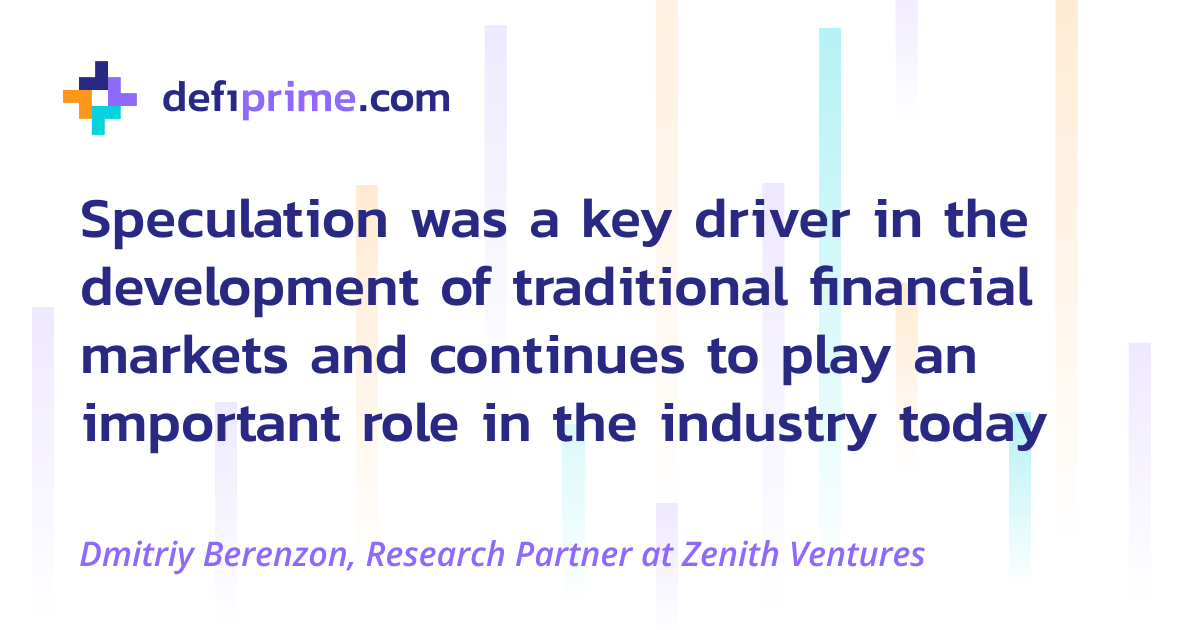 defiprime.com
Speculation was a key driver in the
development of traditional financial
markets and continues to play an
important role in the industry today
Dmitriy Berenzon, Research Partner at Zenith Ventures